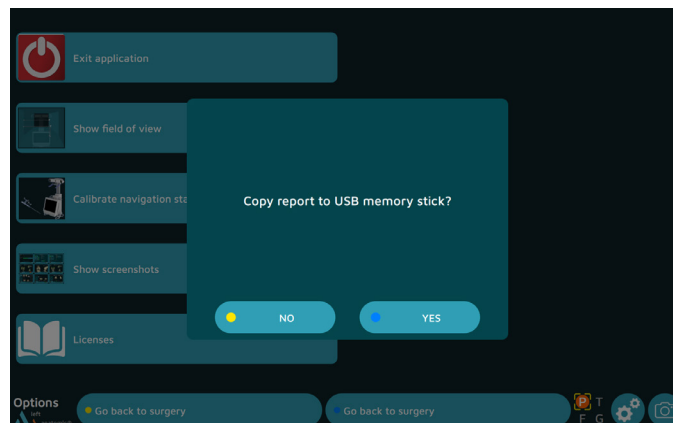 Exit application
Show field of view
Calibrate navigation sta
Copy report to USB memory stick?
Show screenshots
NO
YES
Licenses
Options
left
Go back to surgery
Go back to surgery
P T
F G